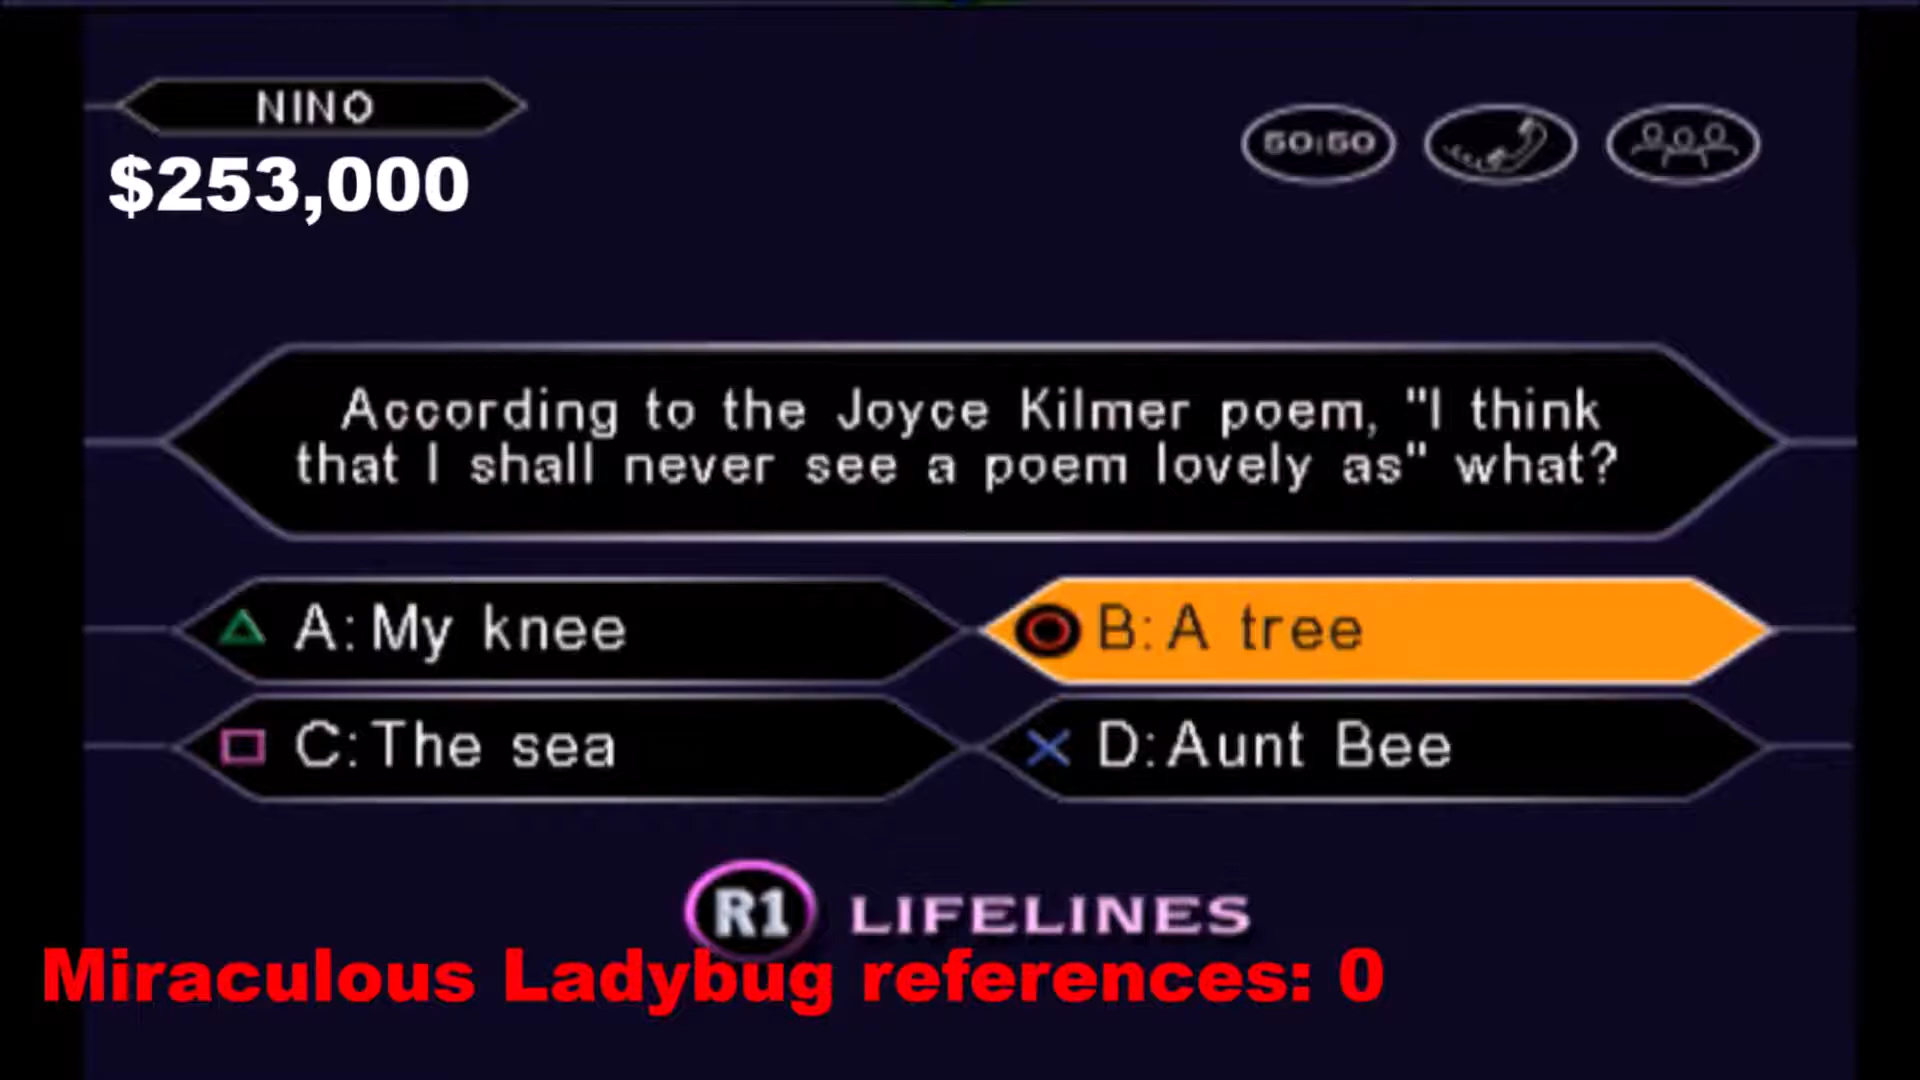 NINO
$253,000
50:50
According to the Joyce Kilmer poem, "I think
that I shall never see a poem lovely as" what?
A: My knee
B: A tree
C: The sea
D: Aunt Bee
R1 LIFELINES
Miraculous Ladybug references: 0